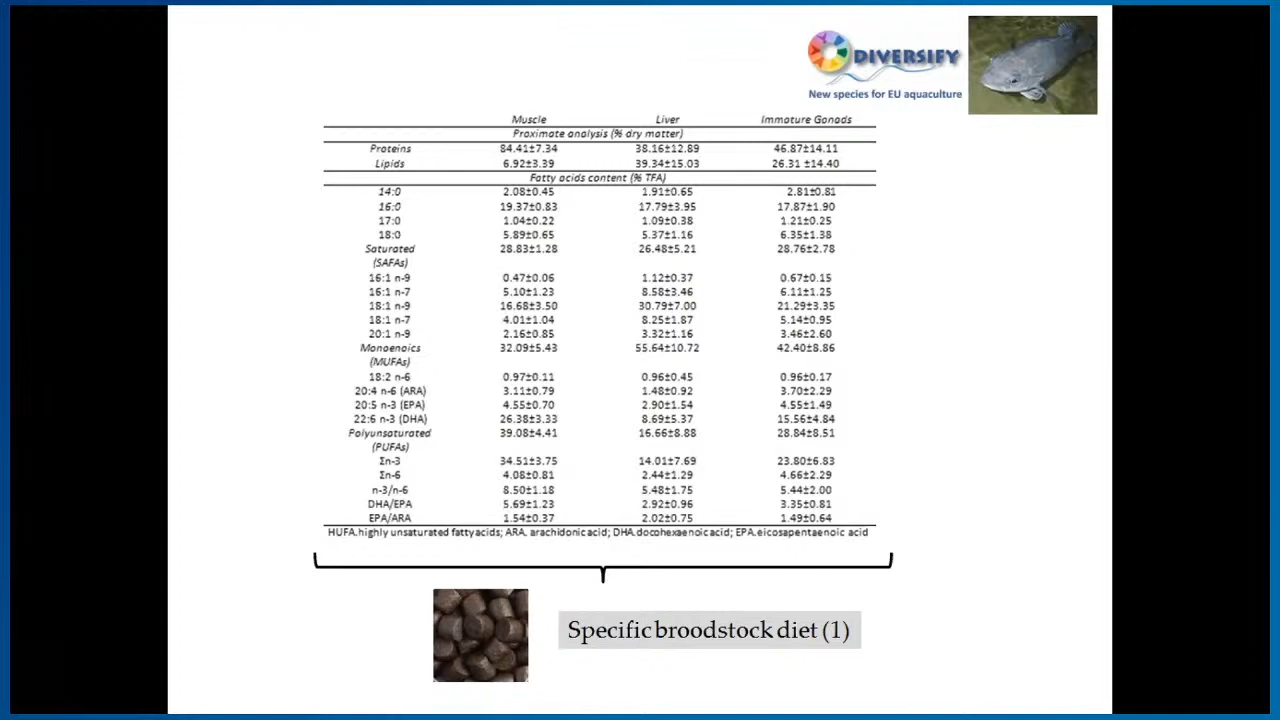 DIVERSIFY
New species for EU aquaculture
Muscle Liver Immature Gonads
Proximate analysis (% dry matter)
Proteins 84.41±7.34 38.16±12.89 46.87±14.11
Lipids 6.92±3.39 39.34±15.03 26.31 ±14.40
Fatty acids content (% TFA)
14:0 2.08±0.45 1.91±0.65 2.81±0.81
16:0 19.37±0.83 17.79±3.95 17.87±1.90
17:0 1.04±0.22 1.09±0.38 1.21±0.25
18:0 5.89±0.65 5.37±1.16 6.35±1.38
Saturated 28.83±1.28 26.48±5.21 28.76±2.78
(SAFAs)
16:1 n-9 0.47±0.06 1.12±0.37 0.67±0.15
16:1 n-7 5.10±1.23 8.58±3.46 6.11±1.25
18:1 n-9 16.68±3.50 30.79±7.00 21.29±3.35
18:1 n-7 4.01±1.04 8.25±1.87 5.14±0.95
20:1 n-9 2.16±0.85 3.32±1.16 3.46±2.60
Monoenoics 32.09±5.43 55.64±10.72 42.40±8.86
(MUFAs)
18:2 n-6 0.97±0.11 0.96±0.45 0.96±0.17
20:4 n-6 (ARA) 3.11±0.79 1.48±0.92 3.70±2.29
20:5 n-3 (EPA) 4.55±0.70 2.90±1.54 4.55±1.49
22:6 n-3 (DHA) 26.38±3.33 8.69±5.37 15.56±4.84
Polyunsaturated 39.08±4.41 16.66±8.88 28.84±8.51
(PUFAs)
Σn-3 34.51±3.75 14.01±7.69 23.80±6.83
Σn-6 4.08±0.81 2.44±1.29 4.66±2.29
n-3/n-6 8.50±1.18 5.48±1.75 5.44±2.00
DHA/EPA 5.69±1.23 2.92±0.96 3.35±0.81
EPA/ARA 1.54±0.37 2.02±0.75 1.49±0.64
HUFA.highly unsaturated fatty acids; ARA. arachidonic acid; DHA.docohexaenoic acid; EPA.eicosapentaenoic acid
Specific broodstock diet (1)